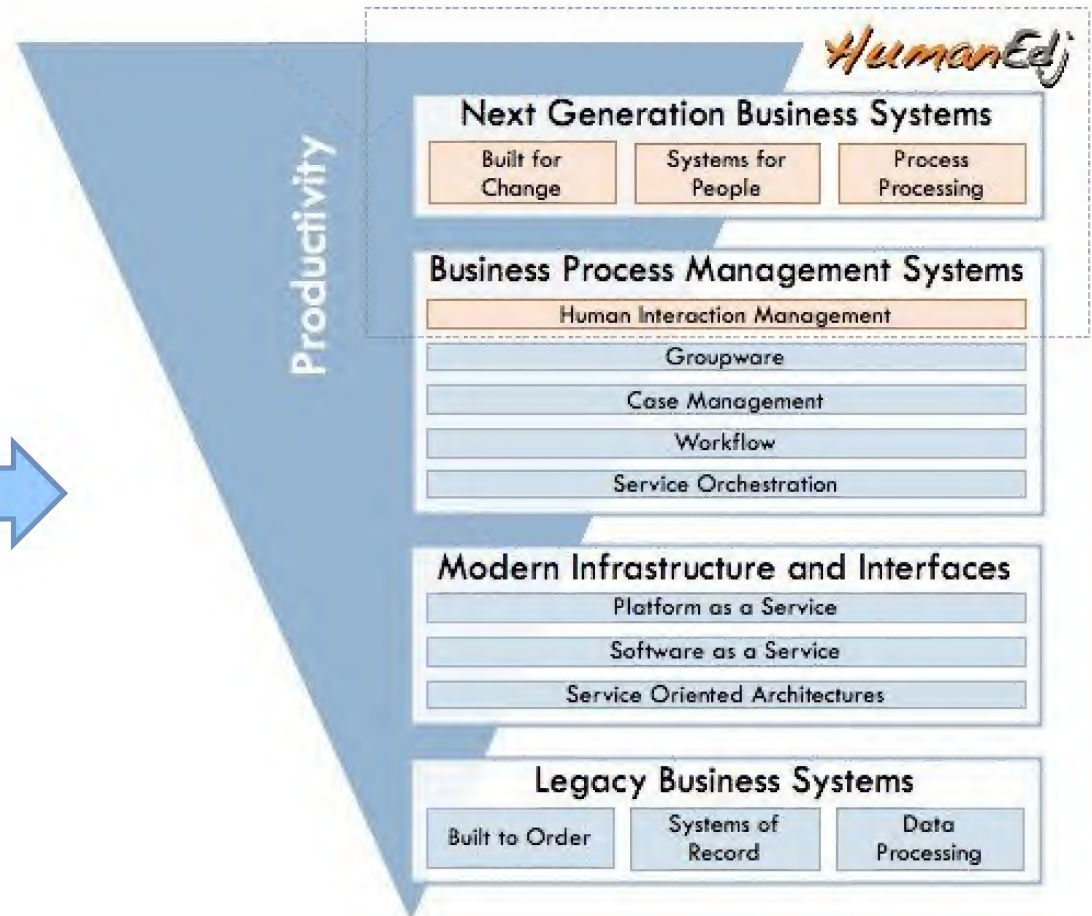 HumanEdj
Productivity
Next Generation Business Systems
Built for
Change
Systems for
People
Process
Processing
Business Process Management Systems
Human Interaction Management
Groupware
Case Management
Workflow
Service Orchestration
Modern Infrastructure and Interfaces
Platform as a Service
Software as a Service
Service Oriented Architectures
Legacy Business Systems
Built to Order
Systems of
Record
Data
Processing